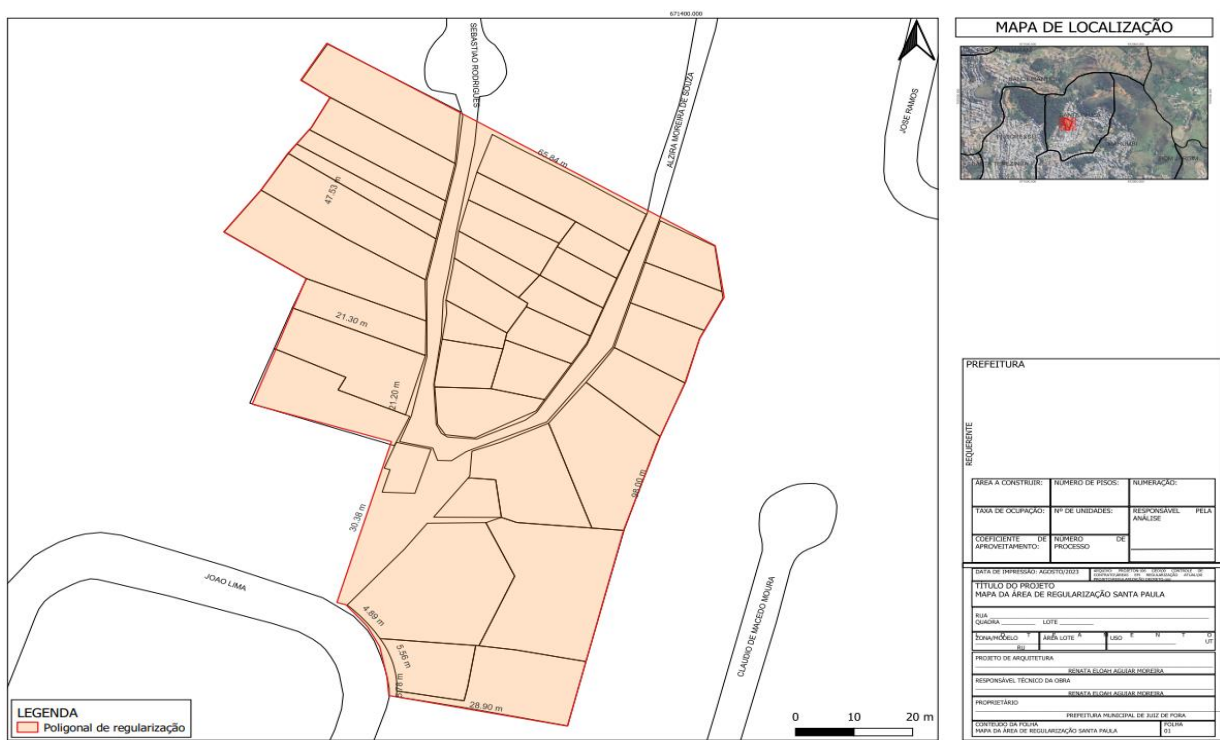 671400.000
SEBASTIAO RODRIGUES
ALZIRA MOREIRA DE SOUZA
JOSE RAMOS
65.84 m
47.53 m
21.30 m
21.20 m
98.00 m
30.38 m
JOAO LIMA
4.89 m
5.56 m
28.90 m
CLAUDIO DE MACEDO MOURA
0 10 20 m
LEGENDA
Poligonal de regularização
MAPA DE LOCALIZAÇÃO
PREFEITURA
REQUERENTE
ÁREA A CONSTRUIR: NUMERO DE PISOS: NUMERAÇÃO:
TAXA DE OCUPAÇÃO: Nº DE UNIDADES: RESPONSÁVEL PELA
ANÁLISE
COEFICIENTE DE NUMERO DE
APROVEITAMENTO: PROCESSO
DATA DE IMPRESSÃO: AGOSTO/2023
TÍTULO DO PROJETO
MAPA DA ÁREA DE REGULARIZAÇÃO SANTA PAULA
RUA
QUADRA LOTE
L O T E A M E N T O
ZONA/MODELO ÁREA LOTE USO UT
RU
PROJETO DE ARQUITETURA
RENATA ELOAH AGUIAR MOREIRA
RESPONSÁVEL TÉCNICO DA OBRA
RENATA ELOAH AGUIAR MOREIRA
PROPRIETÁRIO
PREFEITURA MUNICIPAL DE JUIZ DE FORA
CONTEUDO DA FOLHA FOLHA
MAPA DA ÁREA DE REGULARIZAÇÃO SANTA PAULA 01